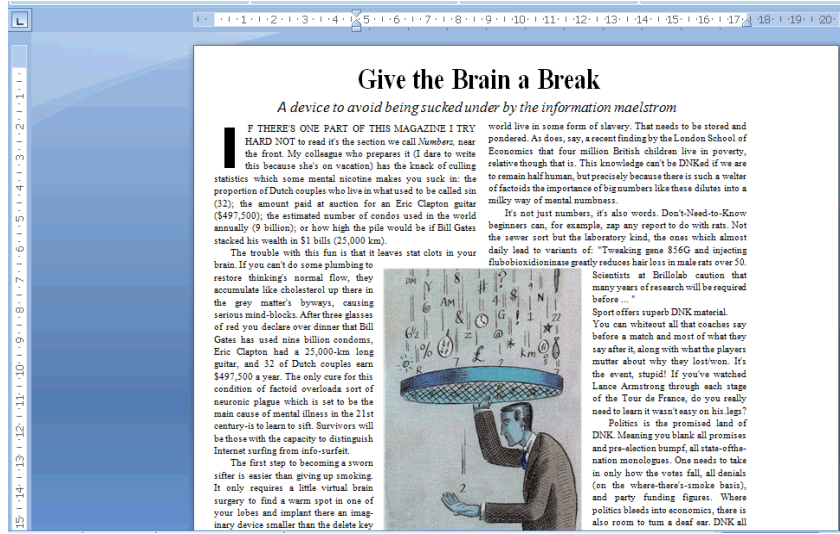 Give the Brain a Break
A device to avoid being sucked under by the information maelstrom
IF THERE'S ONE PART OF THIS MAGAZINE I TRY
HARD NOT to read it's the section we call Numbers, near
the front. My colleague who prepares it (I dare to write
this because she's on vacation) has the knack of culling
statistics which some mental nicotine makes you suck in: the
proportion of Dutch couples who live in what used to be called sin
(32); the amount paid at auction for an Eric Clapton guitar
($497,500); the estimated number of condos used in the world
annually (9 billion); or how high the pile would be if Bill Gates
stacked his wealth in $1 bills (25,000 km).
The trouble with this fun is that it leaves stat clots in your
brain. If you can't do some plumbing to
restore thinking's normal flow, they
accumulate like cholesterol up there in
the grey matter's byways, causing
serious mind-blocks. After three glasses
of red you declare over dinner that Bill
Gates has used nine billion condoms,
Eric Clapton had a 25,000-km long
guitar, and 32 of Dutch couples earn
$497,500 a year. The only cure for this
condition of factoid overloada sort of
neuronic plague which is set to be the
main cause of mental illness in the 21st
century-is to learn to sift. Survivors will
be those with the capacity to distinguish
Internet surfing from info-surfeit.
The first step to becoming a sworn
sifter is easier than giving up smoking.
It only requires a little virtual brain
surgery to find a warm spot in one of
your lobes and implant there an imag-
inary device smaller than the delete key
world live in some form of slavery. That needs to be stored and
pondered. As does, say, a recent finding by the London School of
Economics that four million British children live in poverty,
relative though that is. This knowledge can't be DNKed if we are
to remain half human, but precisely because there is such a welter
of factoids the importance of big numbers like these dilutes into a
milky way of mental numbness.
It's not just numbers, it's also words. Don't-Need-to-Know
beginners can, for example, zap any report to do with rats. Not
the sewer sort but the laboratory kind, the ones which almost
daily lead to variants of: "Tweaking gene 856G and injecting
flubobioxidioninase greatly reduces hair loss in male rats over 50.
Scientists at Brillolab caution that
many years of research will be required
before ... "
Sport offers superb DNK material.
You can whiteout all that coaches say
before a match and most of what they
say after it, along with what the players
mutter about why they lost/won. It's
the event, stupid! If you've watched
Lance Armstrong through each stage
of the Tour de France, do you really
need to learn it wasn't easy on his.legs?
Politics is the promised land of
DNK. Meaning you blank all promises
and pre-election bumpf, all state-ofthe-
nation monologues. One needs to take
in only how the votes fall, all denials
(on the where-there's-smoke basis),
and party funding figures. Where
politics bleeds into economics, there is
also room to turn a deaf ear. DNK all